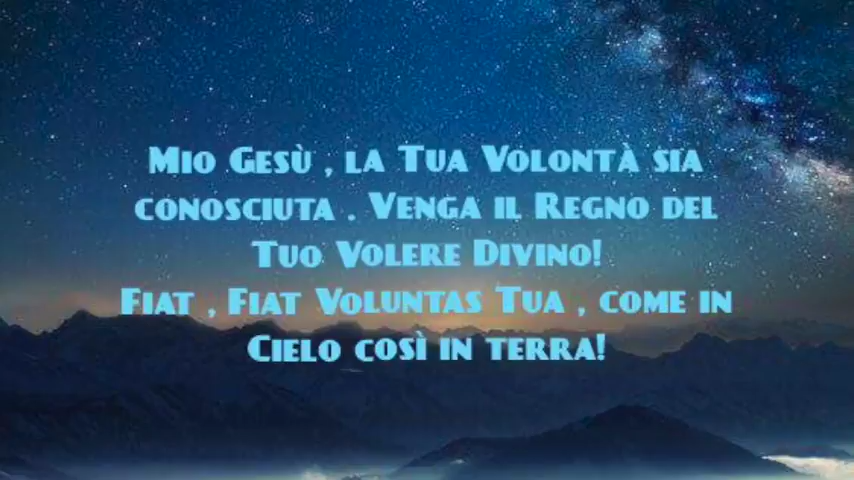 Mio Gesù , la Tua Volontà sia
conosciuta . Venga il Regno del
Tuo Volere Divino!
Fiat , Fiat Voluntas Tua , come in
Cielo così in terra!